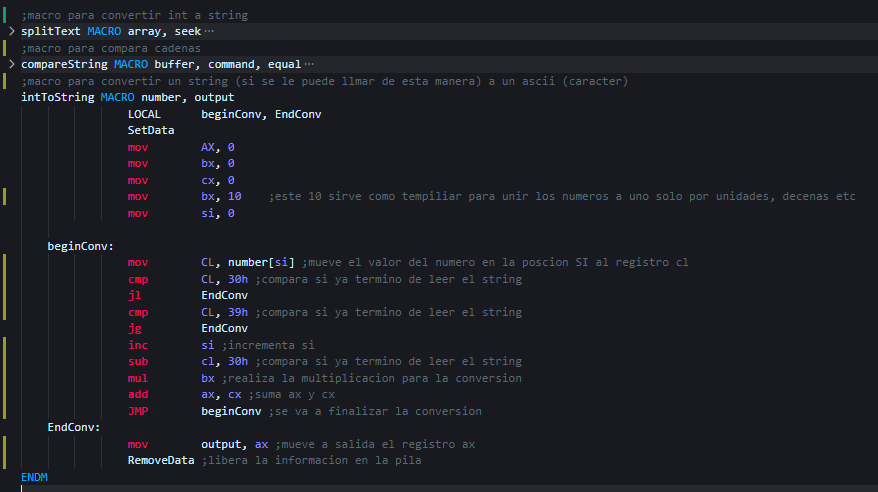 ;macro para convertir int a string
splitText MACRO array, seek ···
;macro para compara cadenas
compareString MACRO buffer, command, equal ···
;macro para convertir un string (si se le puede llmar de esta manera) a un ascii (caracter)
intToString MACRO number, output
LOCAL beginConv, EndConv
SetData
mov AX, 0
mov bx, 0
mov cx, 0
mov bx, 10 ;este 10 sirve como tempiliar para unir los numeros a uno solo por unidades, decenas etc
mov si, 0
beginConv:
mov CL, number[si] ;mueve el valor del numero en la poscion SI al registro cl
cmp CL, 30h ;compara si ya termino de leer el string
jl EndConv
cmp CL, 39h ;compara si ya termino de leer el string
jg EndConv
inc si ;incrementa si
sub cl, 30h ;compara si ya termino de leer el string
mul bx ;realiza la multiplicacion para la conversion
add ax, cx ;suma ax y cx
JMP beginConv ;se va a finalizar la conversion
EndConv:
mov output, ax ;mueve a salida el registro ax
RemoveData ;libera la informacion en la pila
ENDM